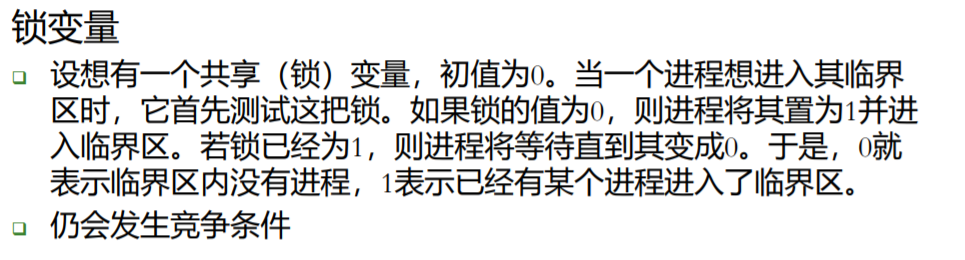 锁变量
设想有一个共享（锁）变量，初值为0。当一个进程想进入其临界
区时，它首先测试这把锁。如果锁的值为0，则进程将其置为1并进
入临界区。若锁已经为1，则进程将等待直到其变成0。于是，0就
表示临界区内没有进程，1表示已经有某个进程进入了临界区。
仍会发生竞争条件